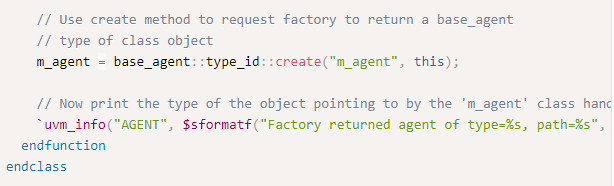 // Use create method to request factory to return a base_agent
// type of class object
m_agent = base_agent::type_id::create("m_agent", this);
// Now print the type of the object pointing to by the 'm_agent' class hand
`uvm_info("AGENT", $sformatf("Factory returned agent of type=%s, path=%s",
endfunction
endclass